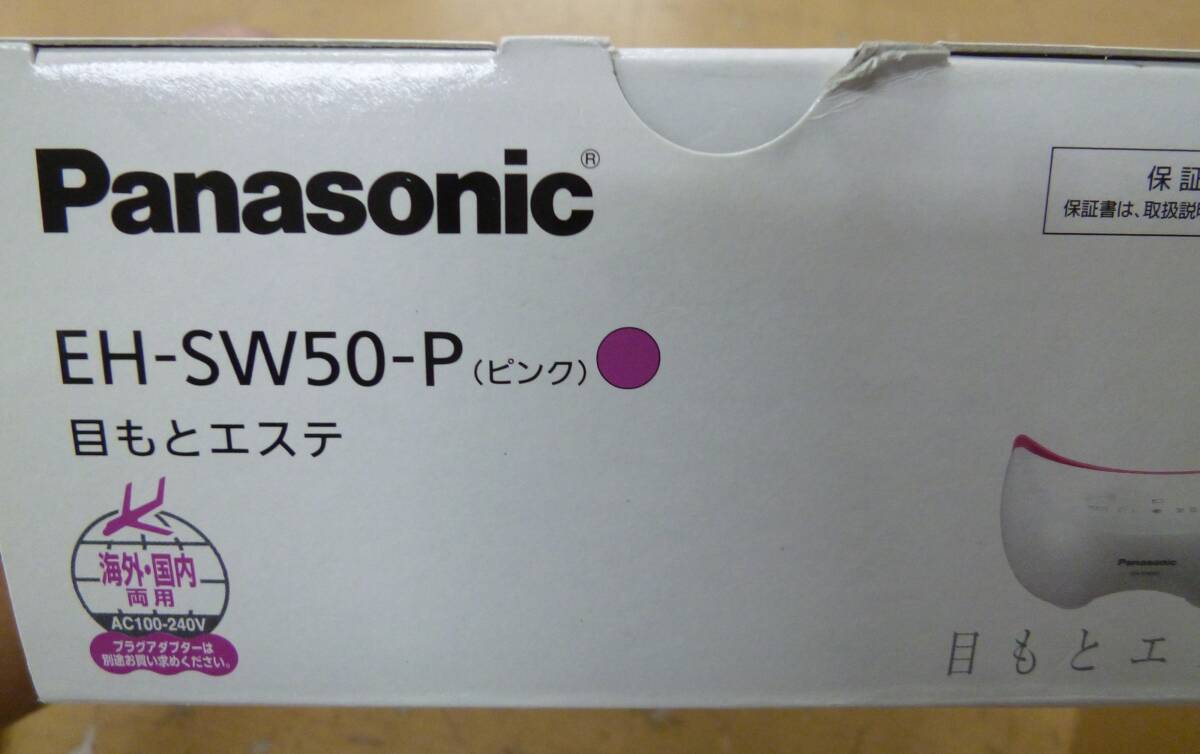 Panasonic®
保証
保証書は、取扱説明
EH-SW50-P（ピンク）
目もとエステ
海外・国内
両用
AC100-240V
プラグアダプターは
別途お買い求めください。
Panasonic
目もとエ